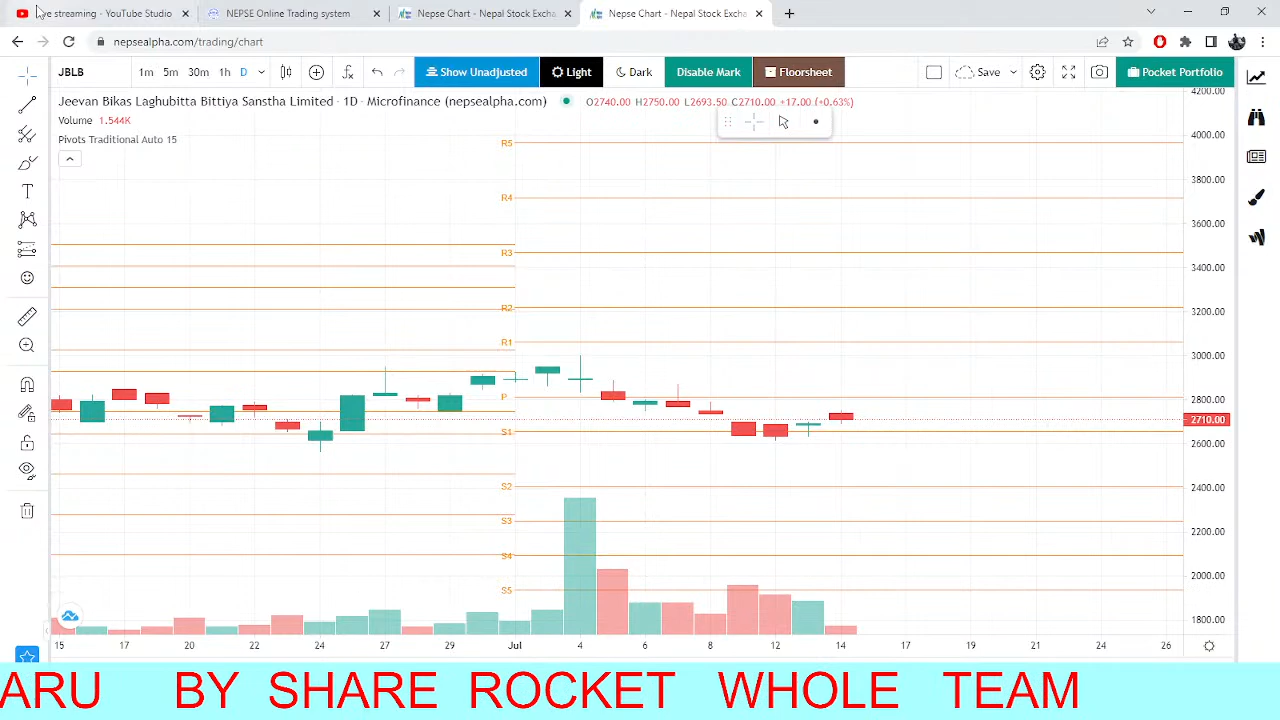 ve streaming - YouTube Studio
NEPSE Online Trading system
Nepse Chart - Nepal Stock Excha
Nepse Chart - Nepal Stock Excha
nepsealpha.com/trading/chart
JBLB 1m 5m 30m 1h D Show Unadjusted Light Dark Disable Mark Floorsheet Save Pocket Portfolio
Jeevan Bikas Laghubitta Bittiya Sanstha Limited · 1D · Microfinance (nepsealpha.com) O2740.00 H2750.00 L2693.50 C2710.00 +17.00 (+0.63%)
Volume 1.544K
Pivots Traditional Auto 15
R5
R4
R3
R2
R1
P
S1
S2
S3
S4
S5
4200.00
4000.00
3800.00
3600.00
3400.00
3200.00
3000.00
2800.00
2710.00
2600.00
2400.00
2200.00
2000.00
1800.00
15 17 20 22 24 27 29 Jul 4 6 8 12 14 17 19 21 24 26
ARU BY SHARE ROCKET WHOLE TEAM